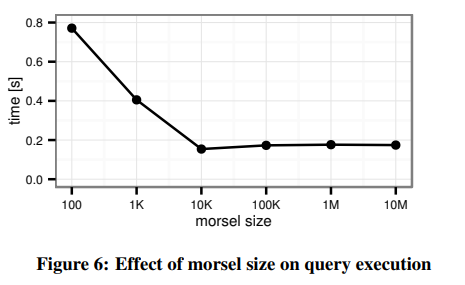 0.8
0.6
0.4
0.2
0.0
time [s]
100 1K 10K 100K 1M 10M
morsel size
Figure 6: Effect of morsel size on query execution